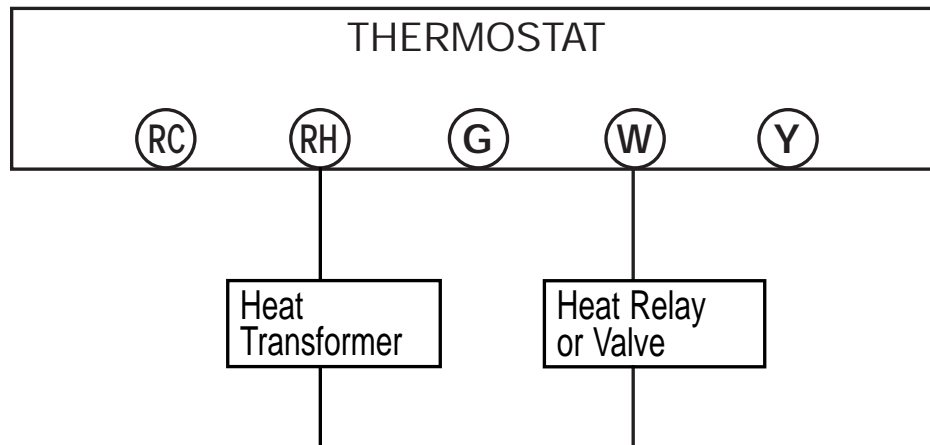 THERMOSTAT
RC RH G W Y
Heat
Transformer
Heat Relay
or Valve